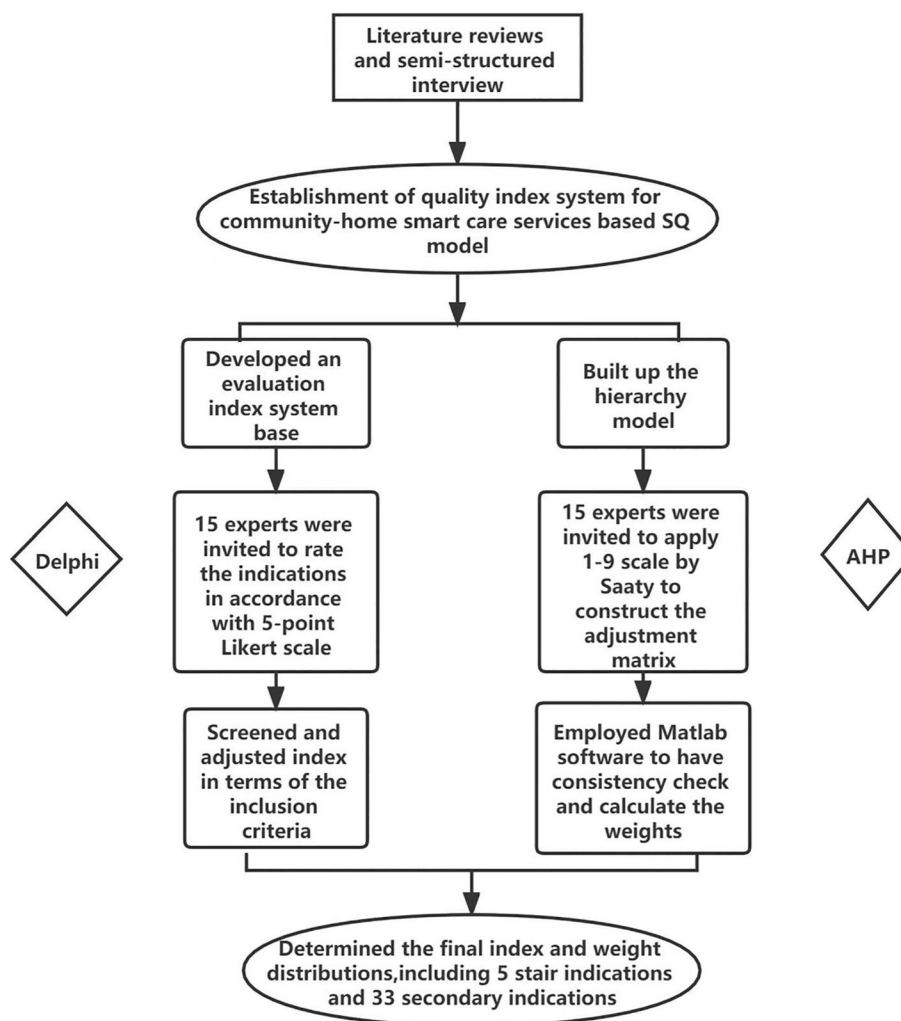 Literature reviews
and semi-structured
interview
Establishment of quality index system for
community-home smart care services based SQ
model
Developed an
evaluation
index system
base
Built up the
hierarchy
model
Delphi
15 experts were
invited to rate
the indications
in accordance
with 5-point
Likert scale
15 experts were
invited to apply
1-9 scale by
Saaty to
construct the
adjustment
matrix
AHP
Screened and
adjusted index
in terms of the
inclusion
criteria
Employed Matlab
software to have
consistency check
and calculate the
weights
Determined the final index and weight
distributions,including 5 stair indications
and 33 secondary indications